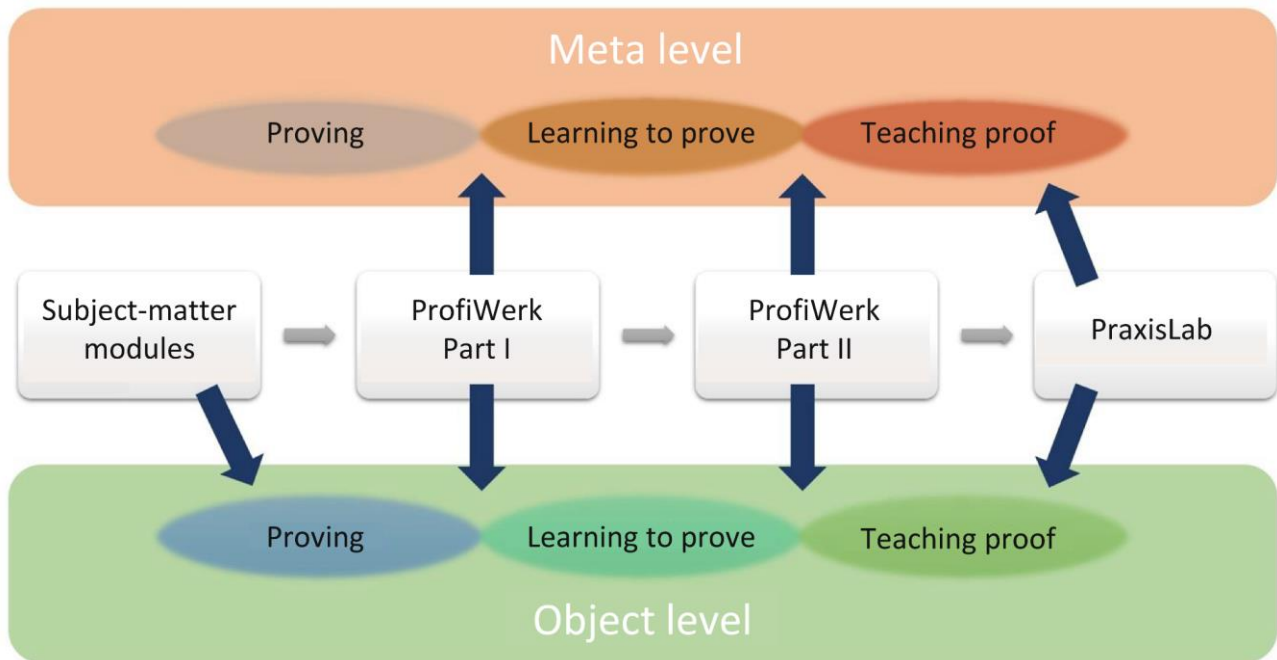 Meta level
Proving
Learning to prove
Teaching proof
Subject-matter
modules
ProfiWerk
Part I
ProfiWerk
Part II
PraxisLab
Proving
Learning to prove
Teaching proof
Object level